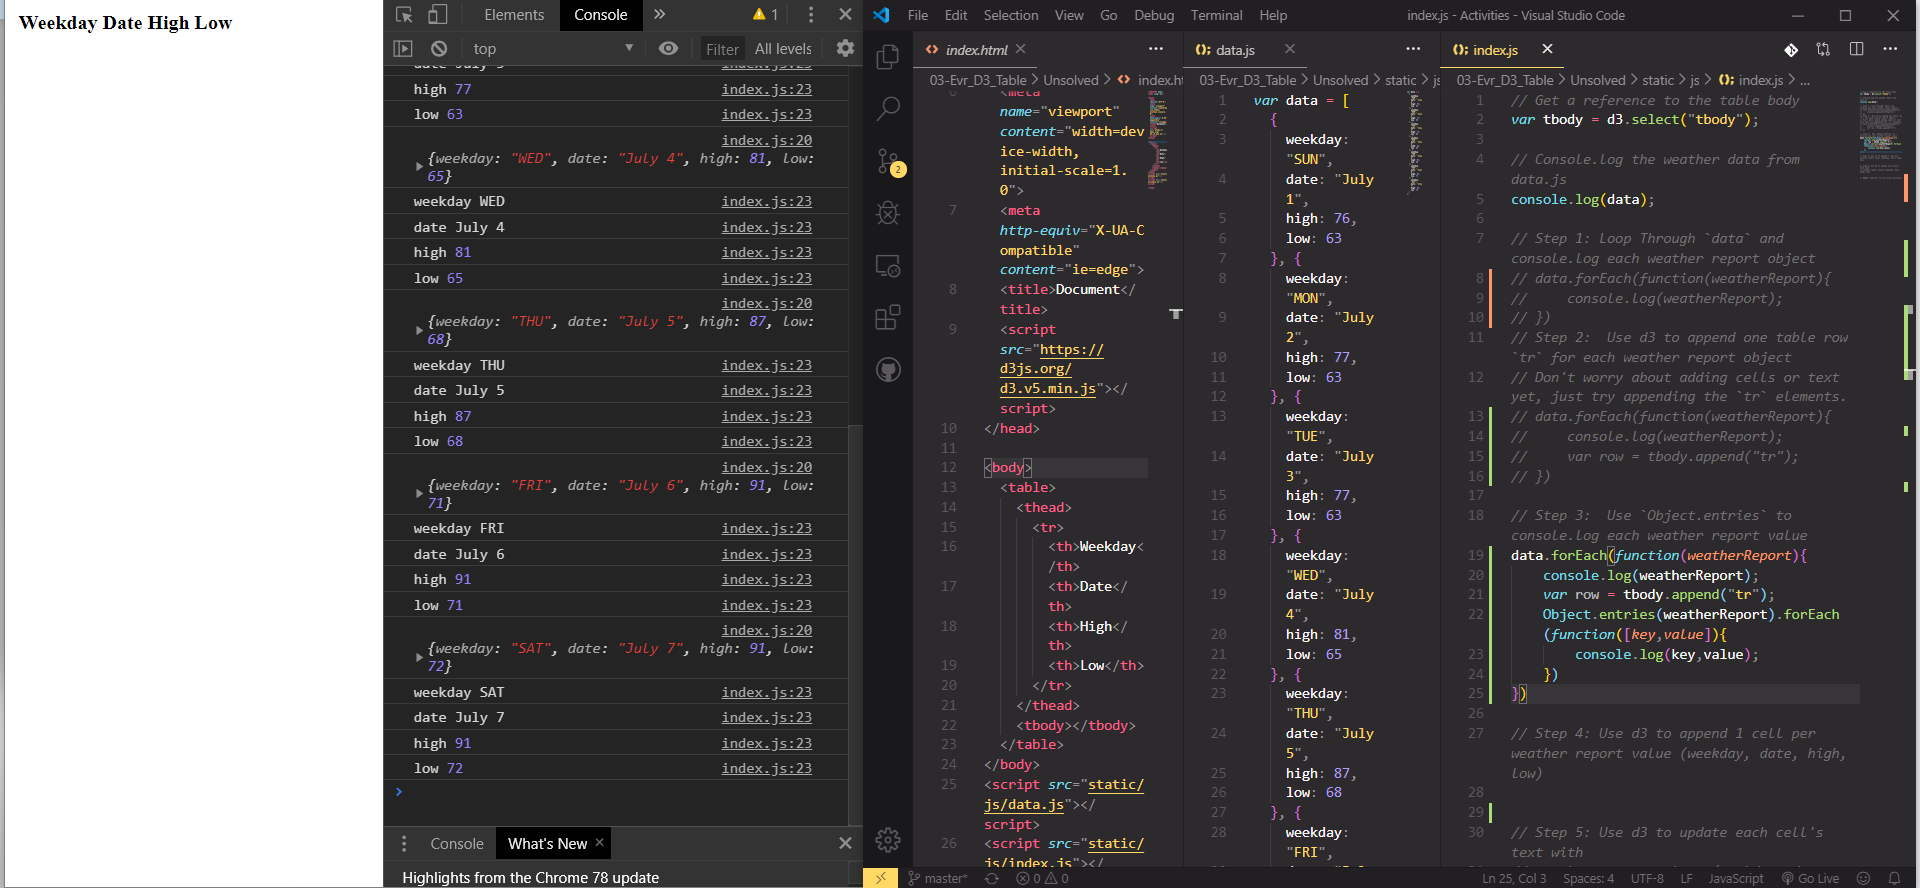 Weekday Date High Low
Elements
Console
1
top
Filter
All levels
high 77 index.js:23
low 63 index.js:23
index.js:20
{weekday: "WED", date: "July 4", high: 81, low:
65}
weekday WED index.js:23
date July 4 index.js:23
high 81 index.js:23
low 65 index.js:23
index.js:20
{weekday: "THU", date: "July 5", high: 87, low:
68}
weekday THU index.js:23
date July 5 index.js:23
high 87 index.js:23
low 68 index.js:23
index.js:20
{weekday: "FRI", date: "July 6", high: 91, low:
71}
weekday FRI index.js:23
date July 6 index.js:23
high 91 index.js:23
low 71 index.js:23
index.js:20
{weekday: "SAT", date: "July 7", high: 91, low:
72}
weekday SAT index.js:23
date July 7 index.js:23
high 91 index.js:23
low 72 index.js:23
Console
What's New
Highlights from the Chrome 78 update
File Edit Selection View Go Debug Terminal Help
index.js - Activities - Visual Studio Code
2
index.html
03-Evr_D3_Table > Unsolved > index.ht
<meta
name="viewport"
content="width=dev
ice-width,
initial-scale=1.
0">
7 <meta
http-equiv="X-UA-C
ompatible"
content="ie=edge">
8 <title>Document</
title>
9 <script
src="https://
d3js.org/
d3.v5.min.js"></
script>
10 </head>
11
12 <body>
13 <table>
14 <thead>
15 <tr>
16 <th>Weekday<
/th>
17 <th>Date</
th>
18 <th>High</
th>
19 <th>Low</th>
20 </tr>
21 </thead>
22 <tbody></tbody>
23 </table>
24 </body>
25 <script src="static/
js/data.js"></
script>
26 <script src="static/
js/index.js"></
data.js
03-Evr_D3_Table > Unsolved > static > js
1 var data = [
2 {
3 weekday:
"SUN",
4 date: "July
1",
5 high: 76,
6 low: 63
7 }, {
8 weekday:
"MON",
9 date: "July
2",
10 high: 77,
11 low: 63
12 }, {
13 weekday:
"TUE",
14 date: "July
3",
15 high: 77,
16 low: 63
17 }, {
18 weekday:
"WED",
19 date: "July
4",
20 high: 81,
21 low: 65
22 }, {
23 weekday:
"THU",
24 date: "July
5",
25 high: 87,
26 low: 68
27 }, {
28 weekday:
"FRI",
index.js
03-Evr_D3_Table > Unsolved > static > js > index.js > ...
1 // Get a reference to the table body
2 var tbody = d3.select("tbody");
3
4 // Console.log the weather data from
data.js
5 console.log(data);
6
7 // Step 1: Loop Through `data` and
console.log each weather report object
8 // data.forEach(function(weatherReport){
9 // console.log(weatherReport);
10 // })
11 // Step 2: Use d3 to append one table row
`tr` for each weather report object
12 // Don't worry about adding cells or text
yet, just try appending the `tr` elements.
13 // data.forEach(function(weatherReport){
14 // console.log(weatherReport);
15 // var row = tbody.append("tr");
16 // })
17
18 // Step 3: Use `Object.entries` to
console.log each weather report value
19 data.forEach(function(weatherReport){
20 console.log(weatherReport);
21 var row = tbody.append("tr");
22 Object.entries(weatherReport).forEach
(function([key,value]){
23 console.log(key,value);
24 })
25 })
26
27 // Step 4: Use d3 to append 1 cell per
weather report value (weekday, date, high,
low)
28
29
30 // Step 5: Use d3 to update each cell's
text with
master*
0 0
Ln 25, Col 3 Spaces: 4 UTF-8 LF JavaScript Go Live